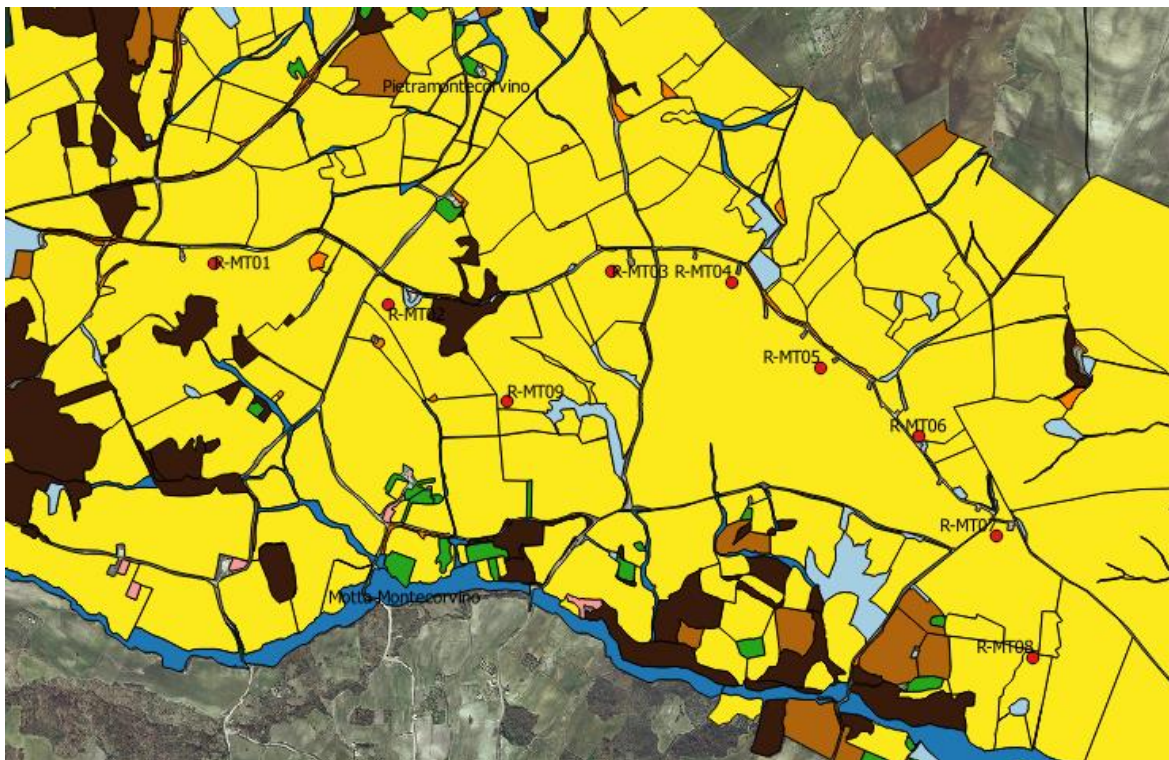 Pietramontecorvino
R-MT01
R-MT03
R-MT04
R-MT02
R-MT05
R-MT09
R-MT06
R-MT07
Motta Montecorvino
R-MT08